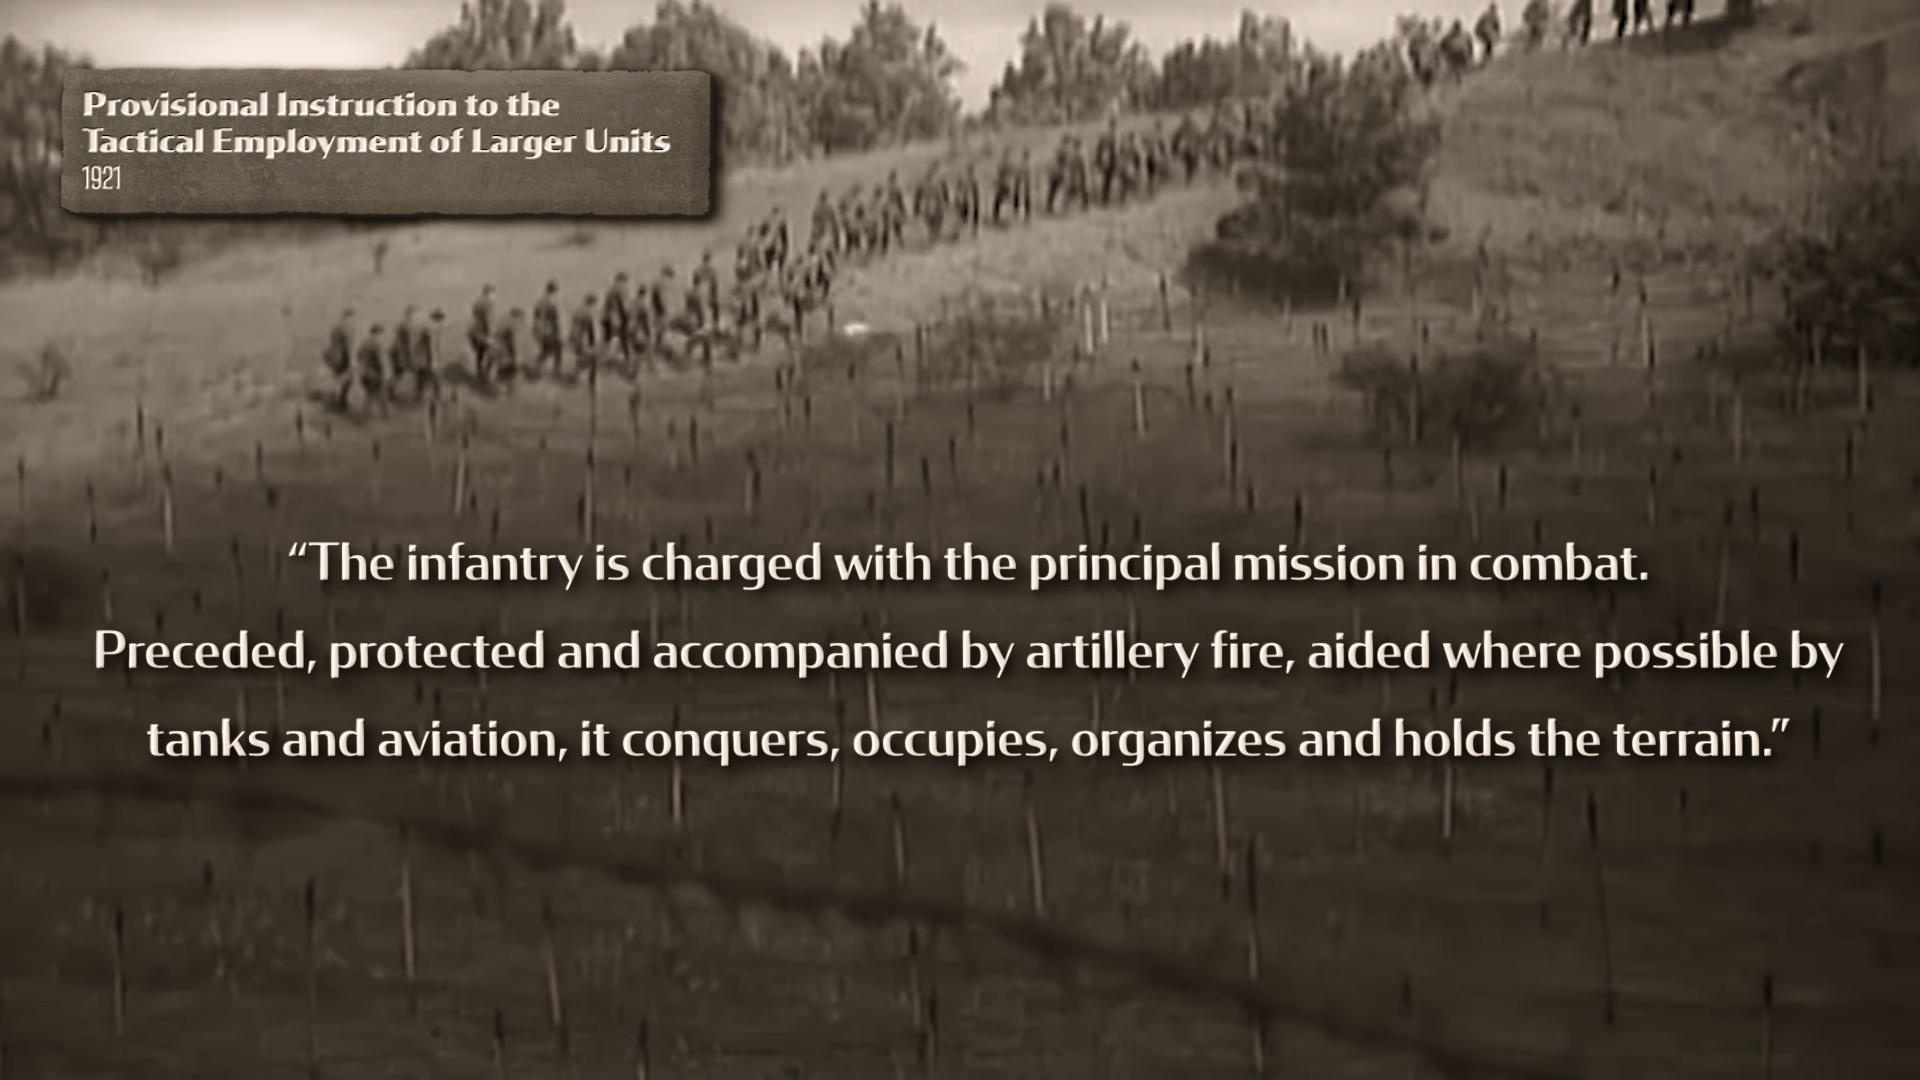 Provisional Instruction to the
Tactical Employment of Larger Units
1921
“The infantry is charged with the principal mission in combat.
Preceded, protected and accompanied by artillery fire, aided where possible by
tanks and aviation, it conquers, occupies, organizes and holds the terrain.”